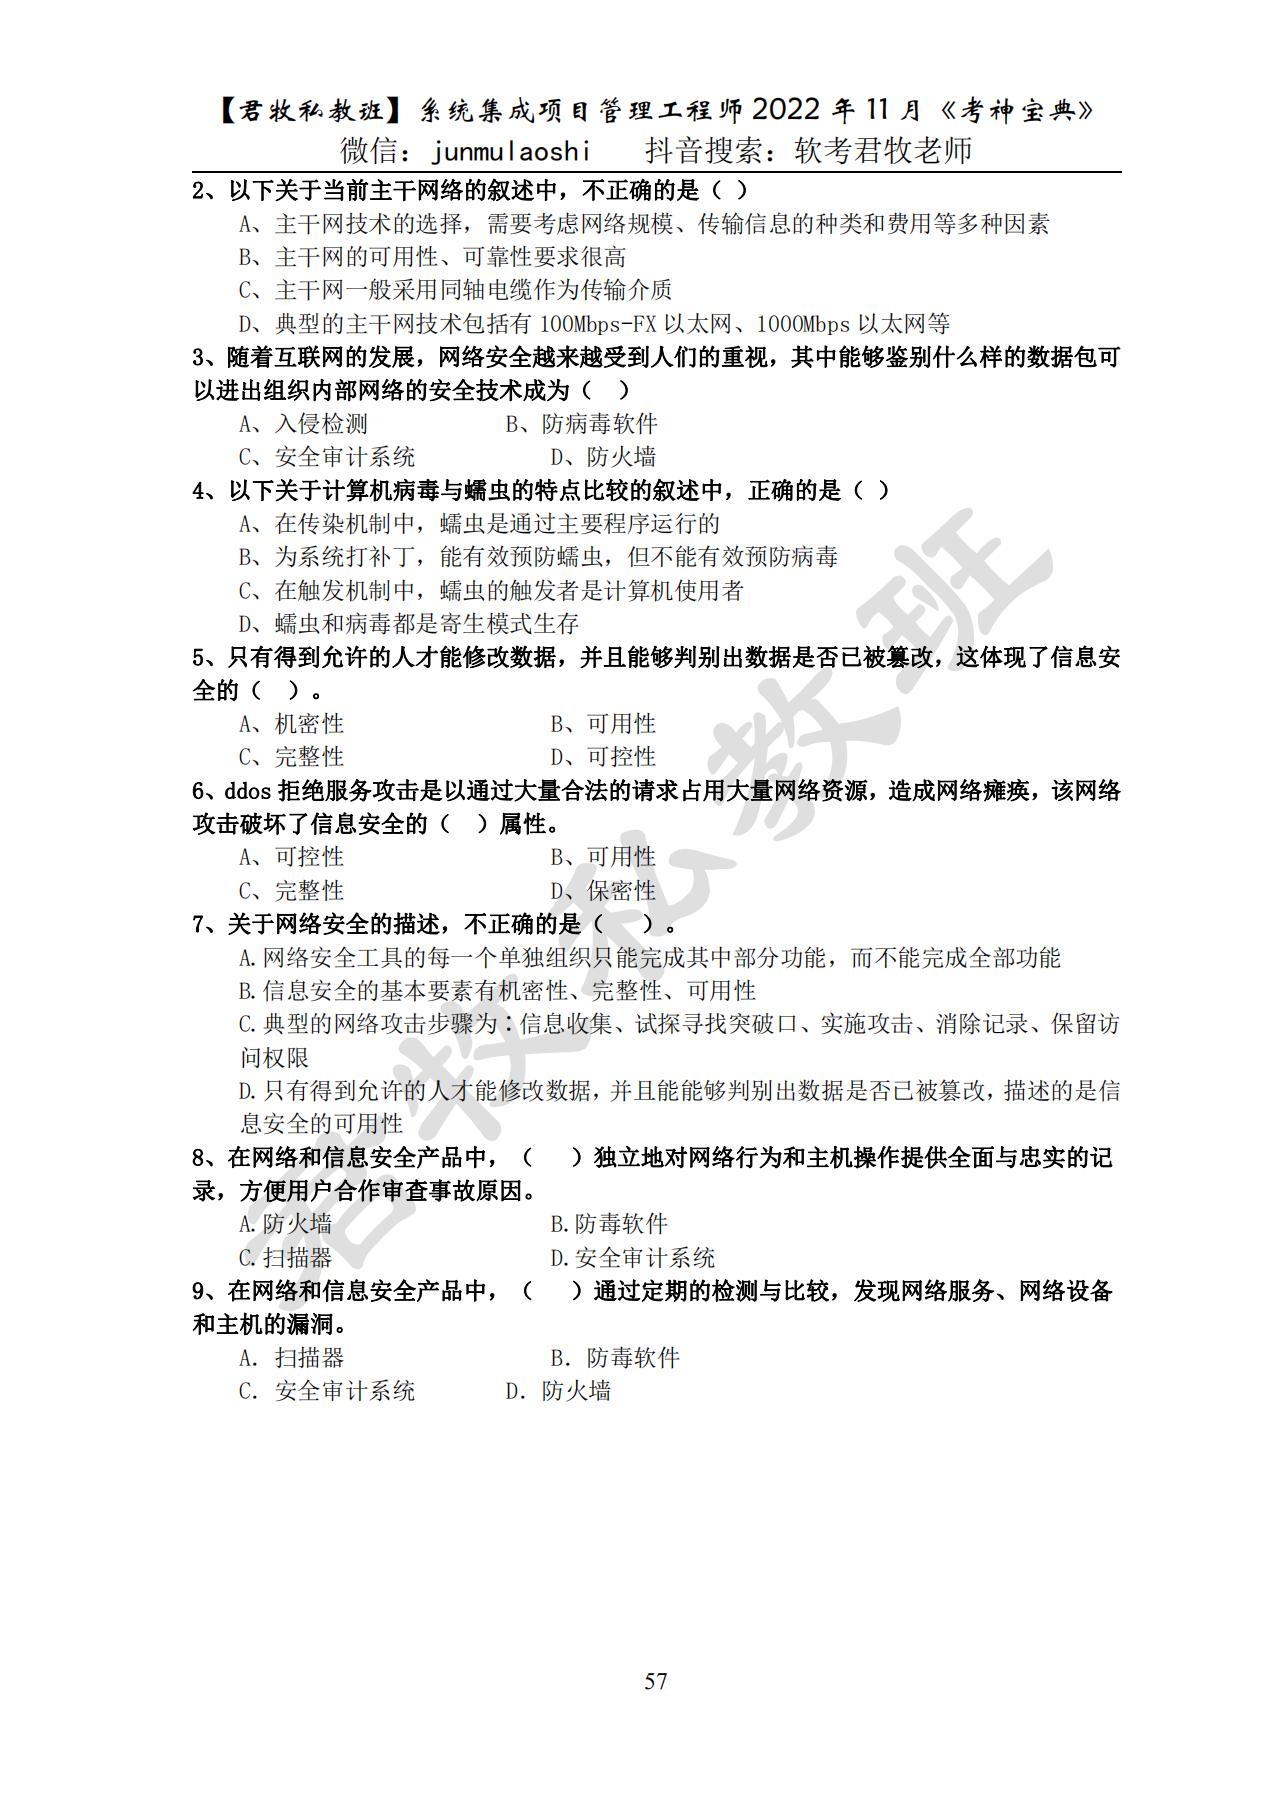 【君牧私教班】系统集成项目管理工程师2022年11月《考神宝典》
微信：junmulaoshi 抖音搜索：软考君牧老师
2、以下关于当前主干网络的叙述中，不正确的是（ ）
A、主干网技术的选择，需要考虑网络规模、传输信息的种类和费用等多种因素
B、主干网的可用性、可靠性要求很高
C、主干网一般采用同轴电缆作为传输介质
D、典型的主干网技术包括有100Mbps-FX以太网、1000Mbps以太网等
3、随着互联网的发展，网络安全越来越受到人们的重视，其中能够鉴别什么样的数据包可
以进出组织内部网络的安全技术成为（ ）
A、入侵检测 B、防病毒软件
C、安全审计系统 D、防火墙
4、以下关于计算机病毒与蠕虫的特点比较的叙述中，正确的是（ ）
A、在传染机制中，蠕虫是通过主要程序运行的
B、为系统打补丁，能有效预防蠕虫，但不能有效预防病毒
C、在触发机制中，蠕虫的触发者是计算机使用者
D、蠕虫和病毒都是寄生模式生存
5、只有得到允许的人才能修改数据，并且能够判别出数据是否已被篡改，这体现了信息安
全的（ ）。
A、机密性 B、可用性
C、完整性 D、可控性
6、ddos拒绝服务攻击是以通过大量合法的请求占用大量网络资源，造成网络瘫痪，该网络
攻击破坏了信息安全的（ ）属性。
A、可控性 B、可用性
C、完整性 D、保密性
7、关于网络安全的描述，不正确的是（ ）。
A.网络安全工具的每一个单独组织只能完成其中部分功能，而不能完成全部功能
B.信息安全的基本要素有机密性、完整性、可用性
C.典型的网络攻击步骤为：信息收集、试探寻找突破口、实施攻击、消除记录、保留访
问权限
D.只有得到允许的人才能修改数据，并且能能够判别出数据是否已被篡改，描述的是信
息安全的可用性
8、在网络和信息安全产品中，（ ）独立地对网络行为和主机操作提供全面与忠实的记
录，方便用户合作审查事故原因。
A.防火墙 B.防毒软件
C.扫描器 D.安全审计系统
9、在网络和信息安全产品中，（ ）通过定期的检测与比较，发现网络服务、网络设备
和主机的漏洞。
A．扫描器 B．防毒软件
C．安全审计系统 D．防火墙
君牧私教班
57